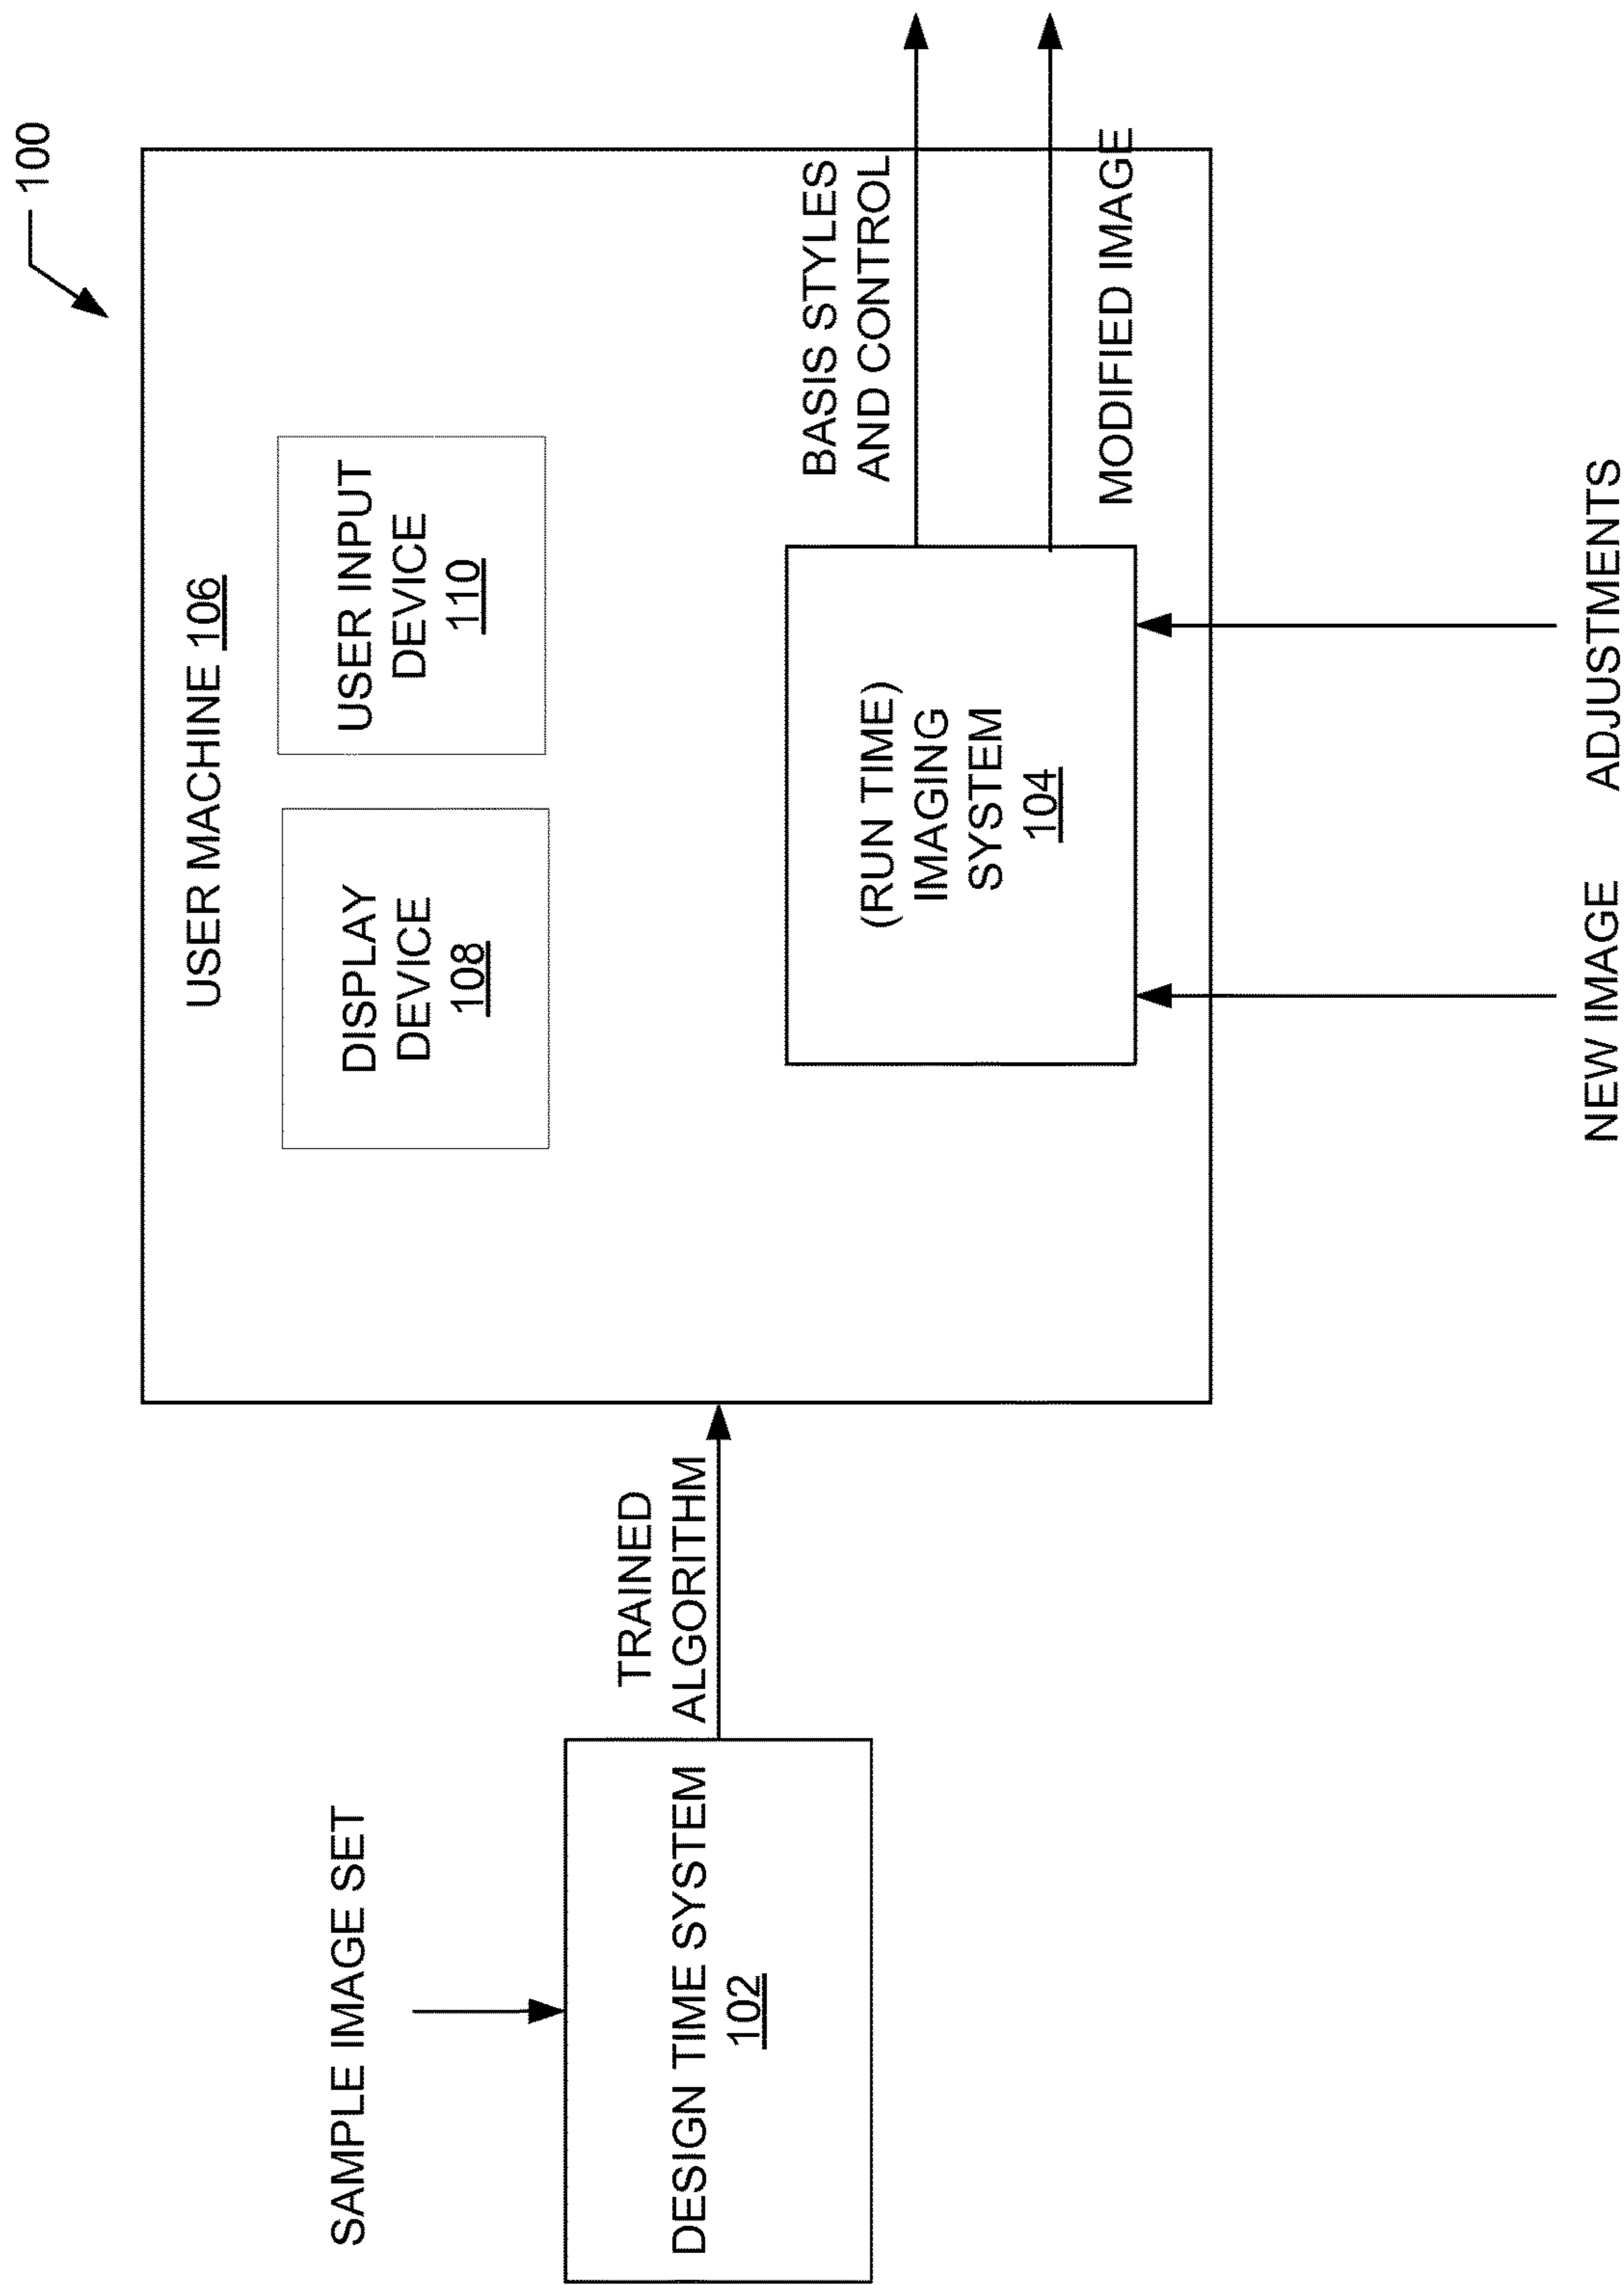 100
USER MACHINE 106
DISPLAY
DEVICE
108
USER INPUT
DEVICE
110
SAMPLE IMAGE SET
TRAINED
ALGORITHM
DESIGN TIME SYSTEM
102
(RUN TIME)
IMAGING
SYSTEM
104
BASIS STYLES
AND CONTROL
MODIFIED IMAGE
NEW IMAGE
ADJUSTMENTS